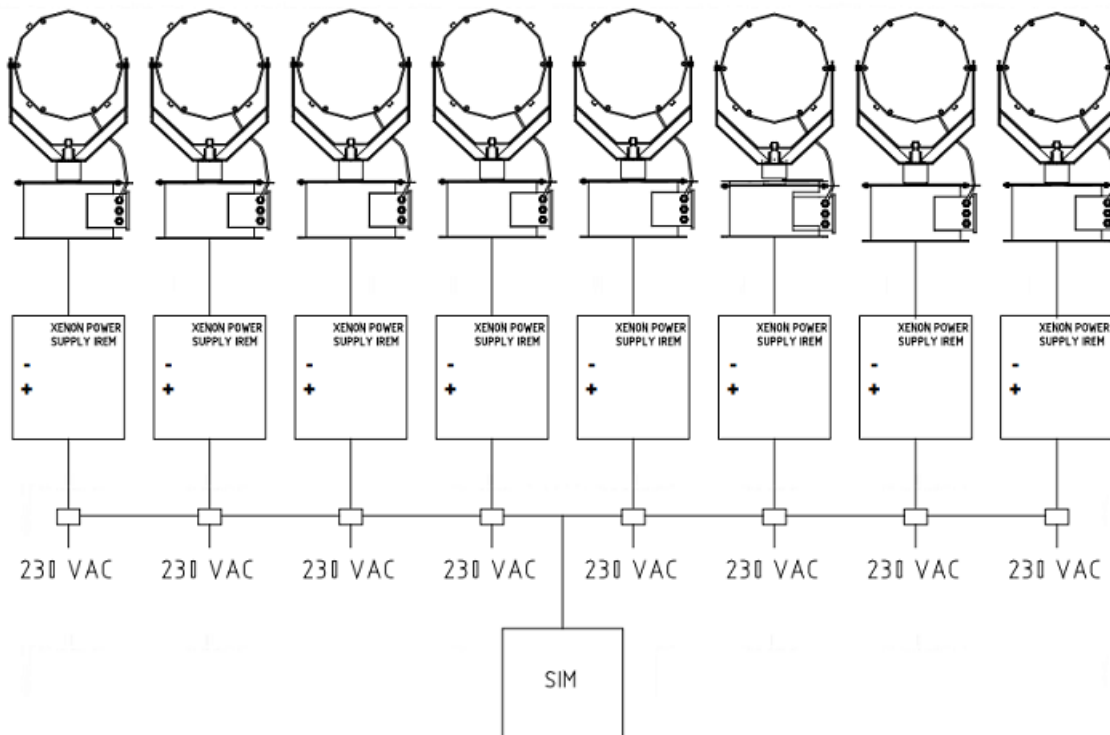 XENON POWER
SUPPLY IREM
-
+
XENON POWER
SUPPLY IREM
-
+
XENON POWER
SUPPLY IREM
-
+
XENON POWER
SUPPLY IREM
-
+
XENON POWER
SUPPLY IREM
-
+
XENON POWER
SUPPLY IREM
-
+
XENON POWER
SUPPLY IREM
-
+
XENON POWER
SUPPLY IREM
-
+
230 VAC
230 VAC
230 VAC
230 VAC
230 VAC
230 VAC
230 VAC
230 VAC
SIM